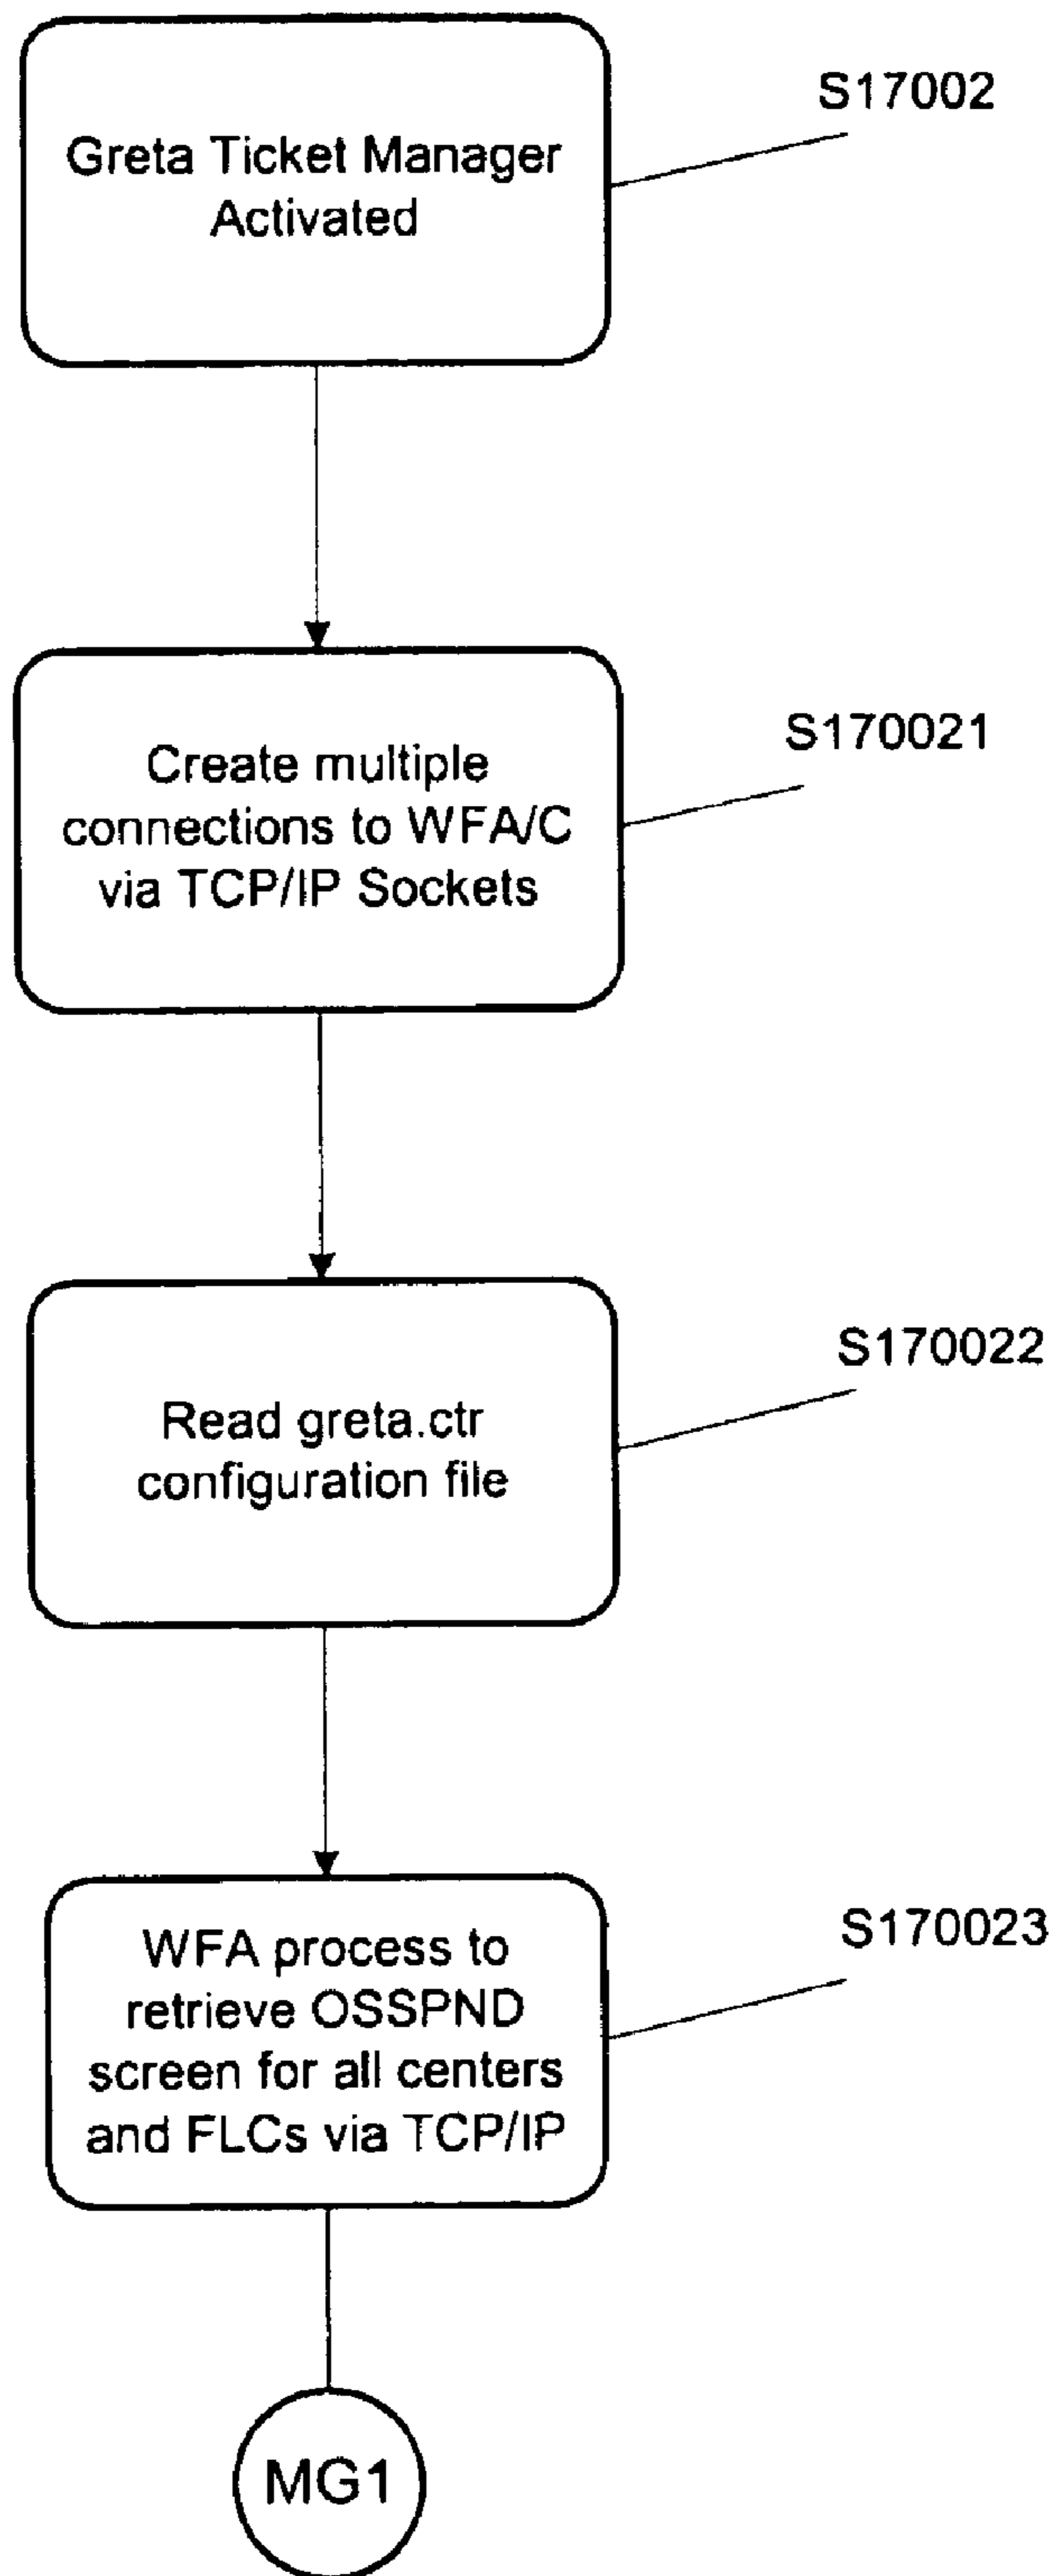 S17002
Greta Ticket Manager
Activated
S170021
Create multiple
connections to WFA/C
via TCP/IP Sockets
S170022
Read greta.ctr
configuration file
S170023
WFA process to
retrieve OSSPND
screen for all centers
and FLCs via TCP/IP
MG1